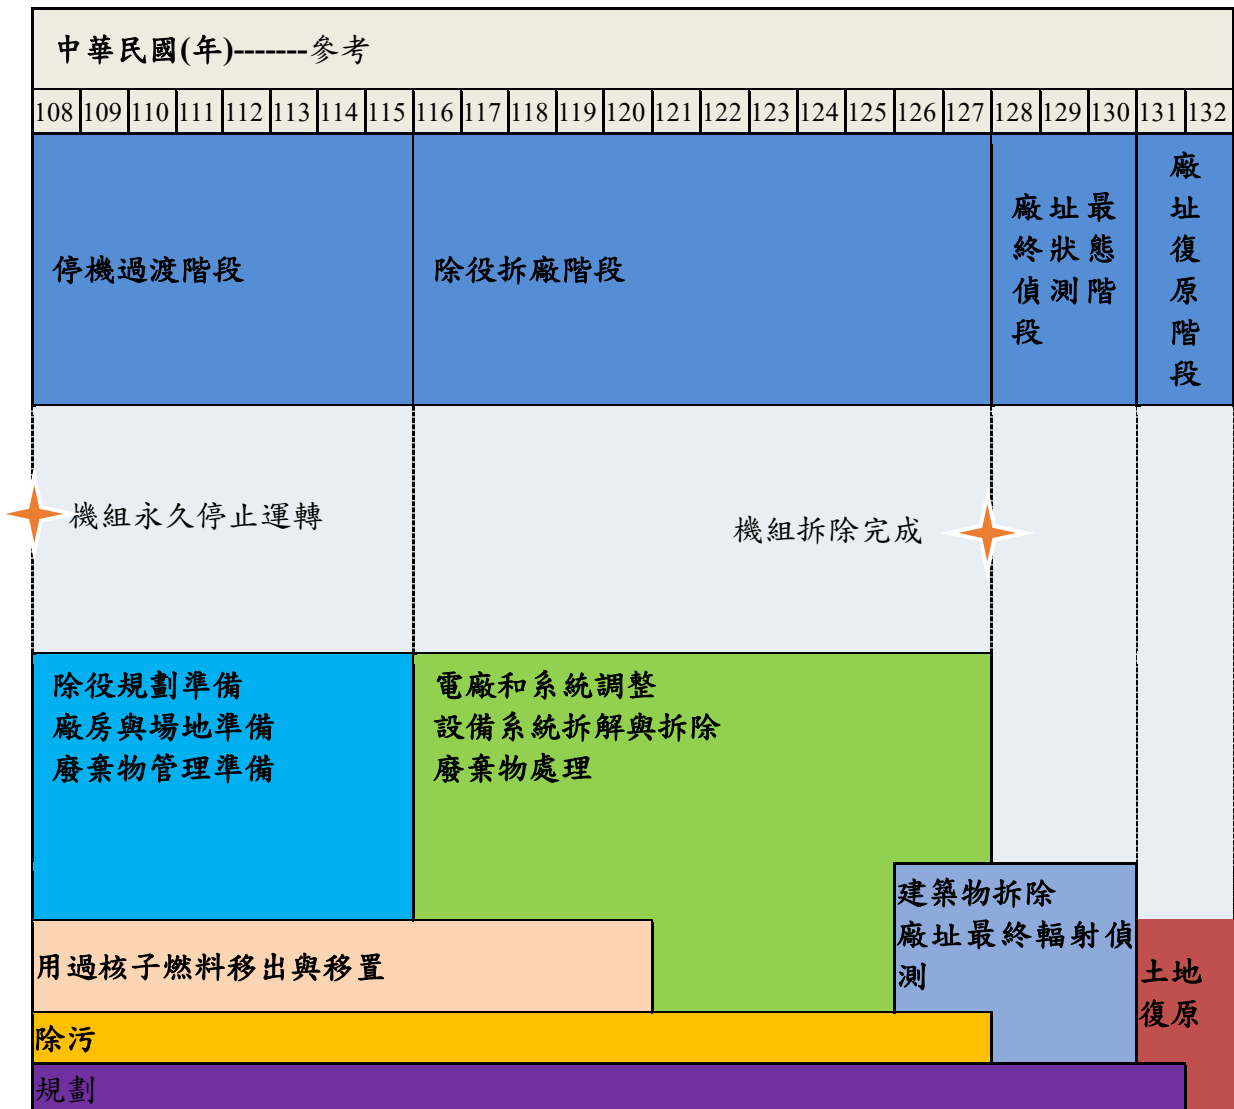 中華民國(年)-------參考
108 109 110 111 112 113 114 115 116 117 118 119 120 121 122 123 124 125 126 127 128 129 130 131 132
停機過渡階段
除役拆廠階段
廠址最
終狀態
偵測階
段
廠
址
復
原
階
段
機組永久停止運轉
機組拆除完成
除役規劃準備
廠房與場地準備
廢棄物管理準備
電廠和系統調整
設備系統拆解與拆除
廢棄物處理
建築物拆除
廠址最終輻射偵
測
用過核子燃料移出與移置
土地
復原
除污
規劃